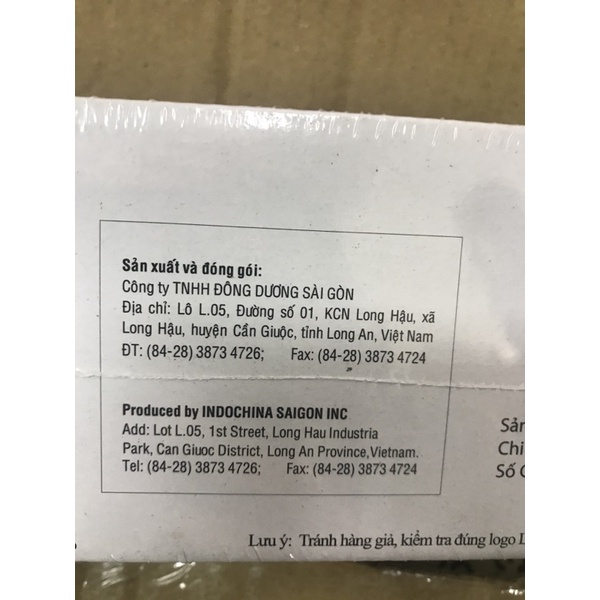 Sản xuất và đóng gói:
Công ty TNHH ĐÔNG DƯƠNG SÀI GÒN
Địa chỉ: Lô L.05, Đường số 01, KCN Long Hậu, xã
Long Hậu, huyện Cần Giuộc, tỉnh Long An, Việt Nam
ĐT: (84-28) 3873 4726; Fax: (84-28) 3873 4724
Produced by INDOCHINA SAIGON INC
Add: Lot L.05, 1st Street, Long Hau Industria
Park, Can Giuoc District, Long An Province,Vietnam.
Tel: (84-28) 3873 4726; Fax: (84-28) 3873 4724
Sản
Chi
Số
Lưu ý: Tránh hàng giả, kiểm tra đúng logo